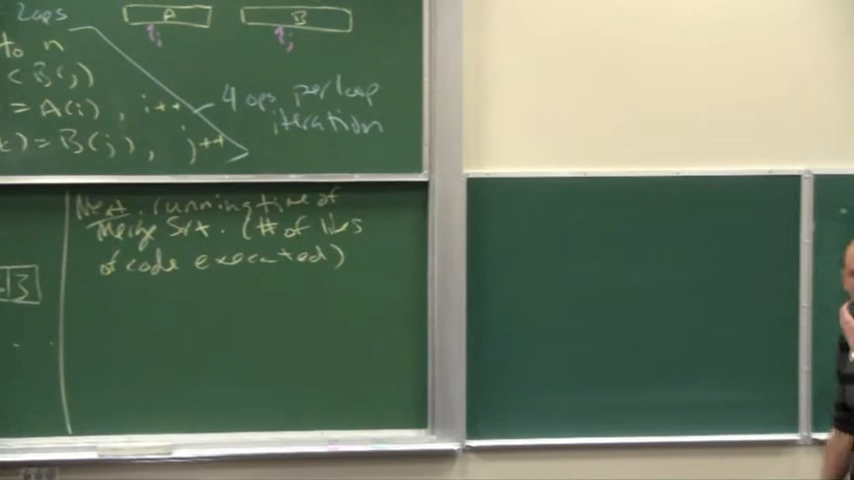 2ops
A
B
i
j
to n
< B(j)
= A(i), i++
4 ops per loop
iteration
)= B(j), j++
Next: running time of
Merge Sort. (# of lines
of code executed)